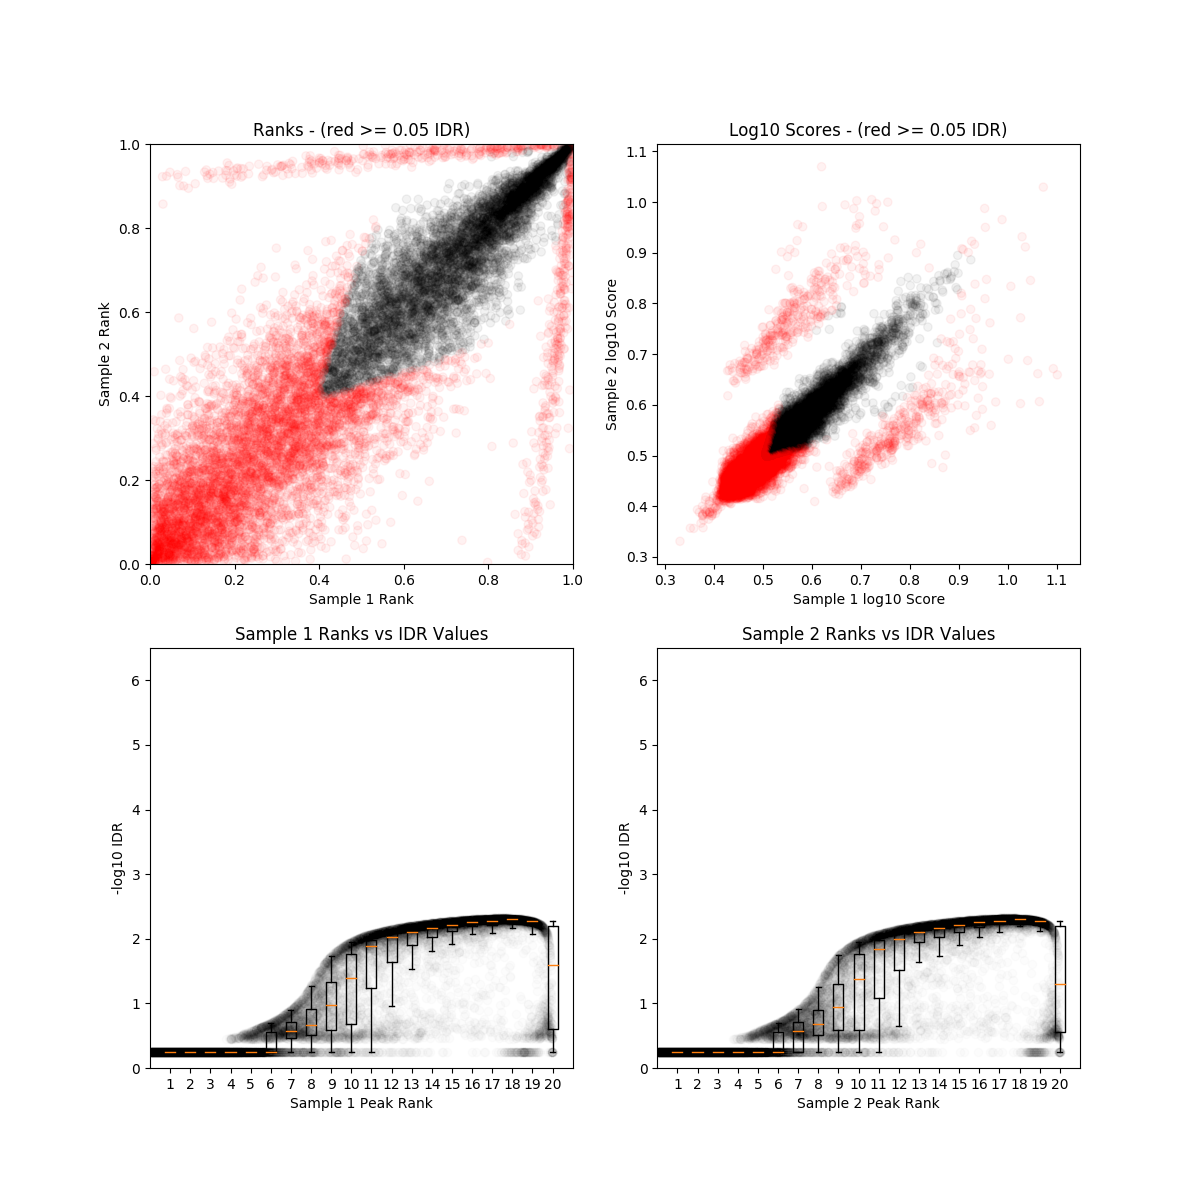 Ranks - (red >= 0.05 IDR)
Sample 2 Rank
1.0
0.8
0.6
0.4
0.2
0.0
0.0 0.2 0.4 0.6 0.8 1.0
Sample 1 Rank
Log10 Scores - (red >= 0.05 IDR)
Sample 2 log10 Score
1.1
1.0
0.9
0.8
0.7
0.6
0.5
0.4
0.3
0.3 0.4 0.5 0.6 0.7 0.8 0.9 1.0 1.1
Sample 1 log10 Score
Sample 1 Ranks vs IDR Values
-log10 IDR
6
5
4
3
2
1
0
1 2 3 4 5 6 7 8 9 10 11 12 13 14 15 16 17 18 19 20
Sample 1 Peak Rank
Sample 2 Ranks vs IDR Values
-log10 IDR
6
5
4
3
2
1
0
1 2 3 4 5 6 7 8 9 10 11 12 13 14 15 16 17 18 19 20
Sample 2 Peak Rank